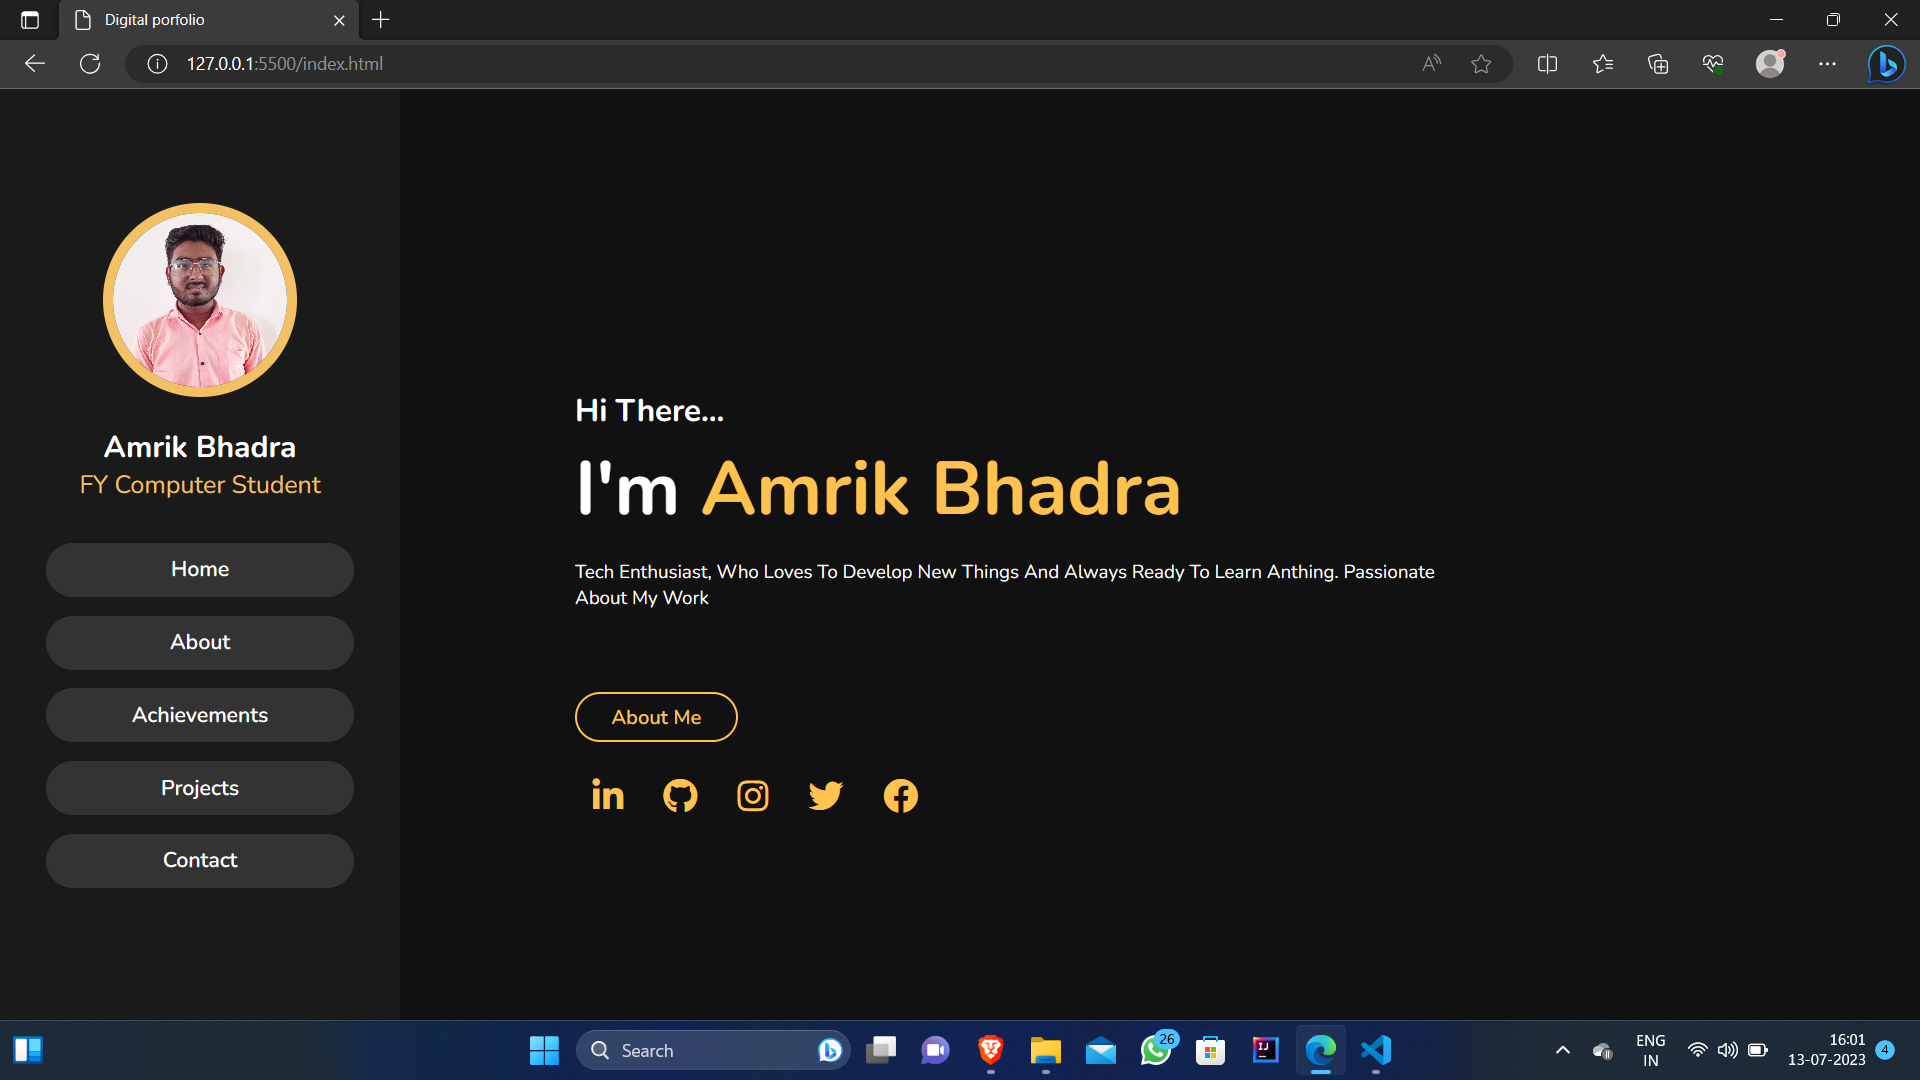 Digital porfolio
127.0.0.1:5500/index.html
Amrik Bhadra
FY Computer Student
Home
About
Achievements
Projects
Contact
Hi There...
I'm Amrik Bhadra
Tech Enthusiast, Who Loves To Develop New Things And Always Ready To Learn Anthing. Passionate
About My Work
About Me
Search
26
IJ
ENG
IN
16:01
13-07-2023
4